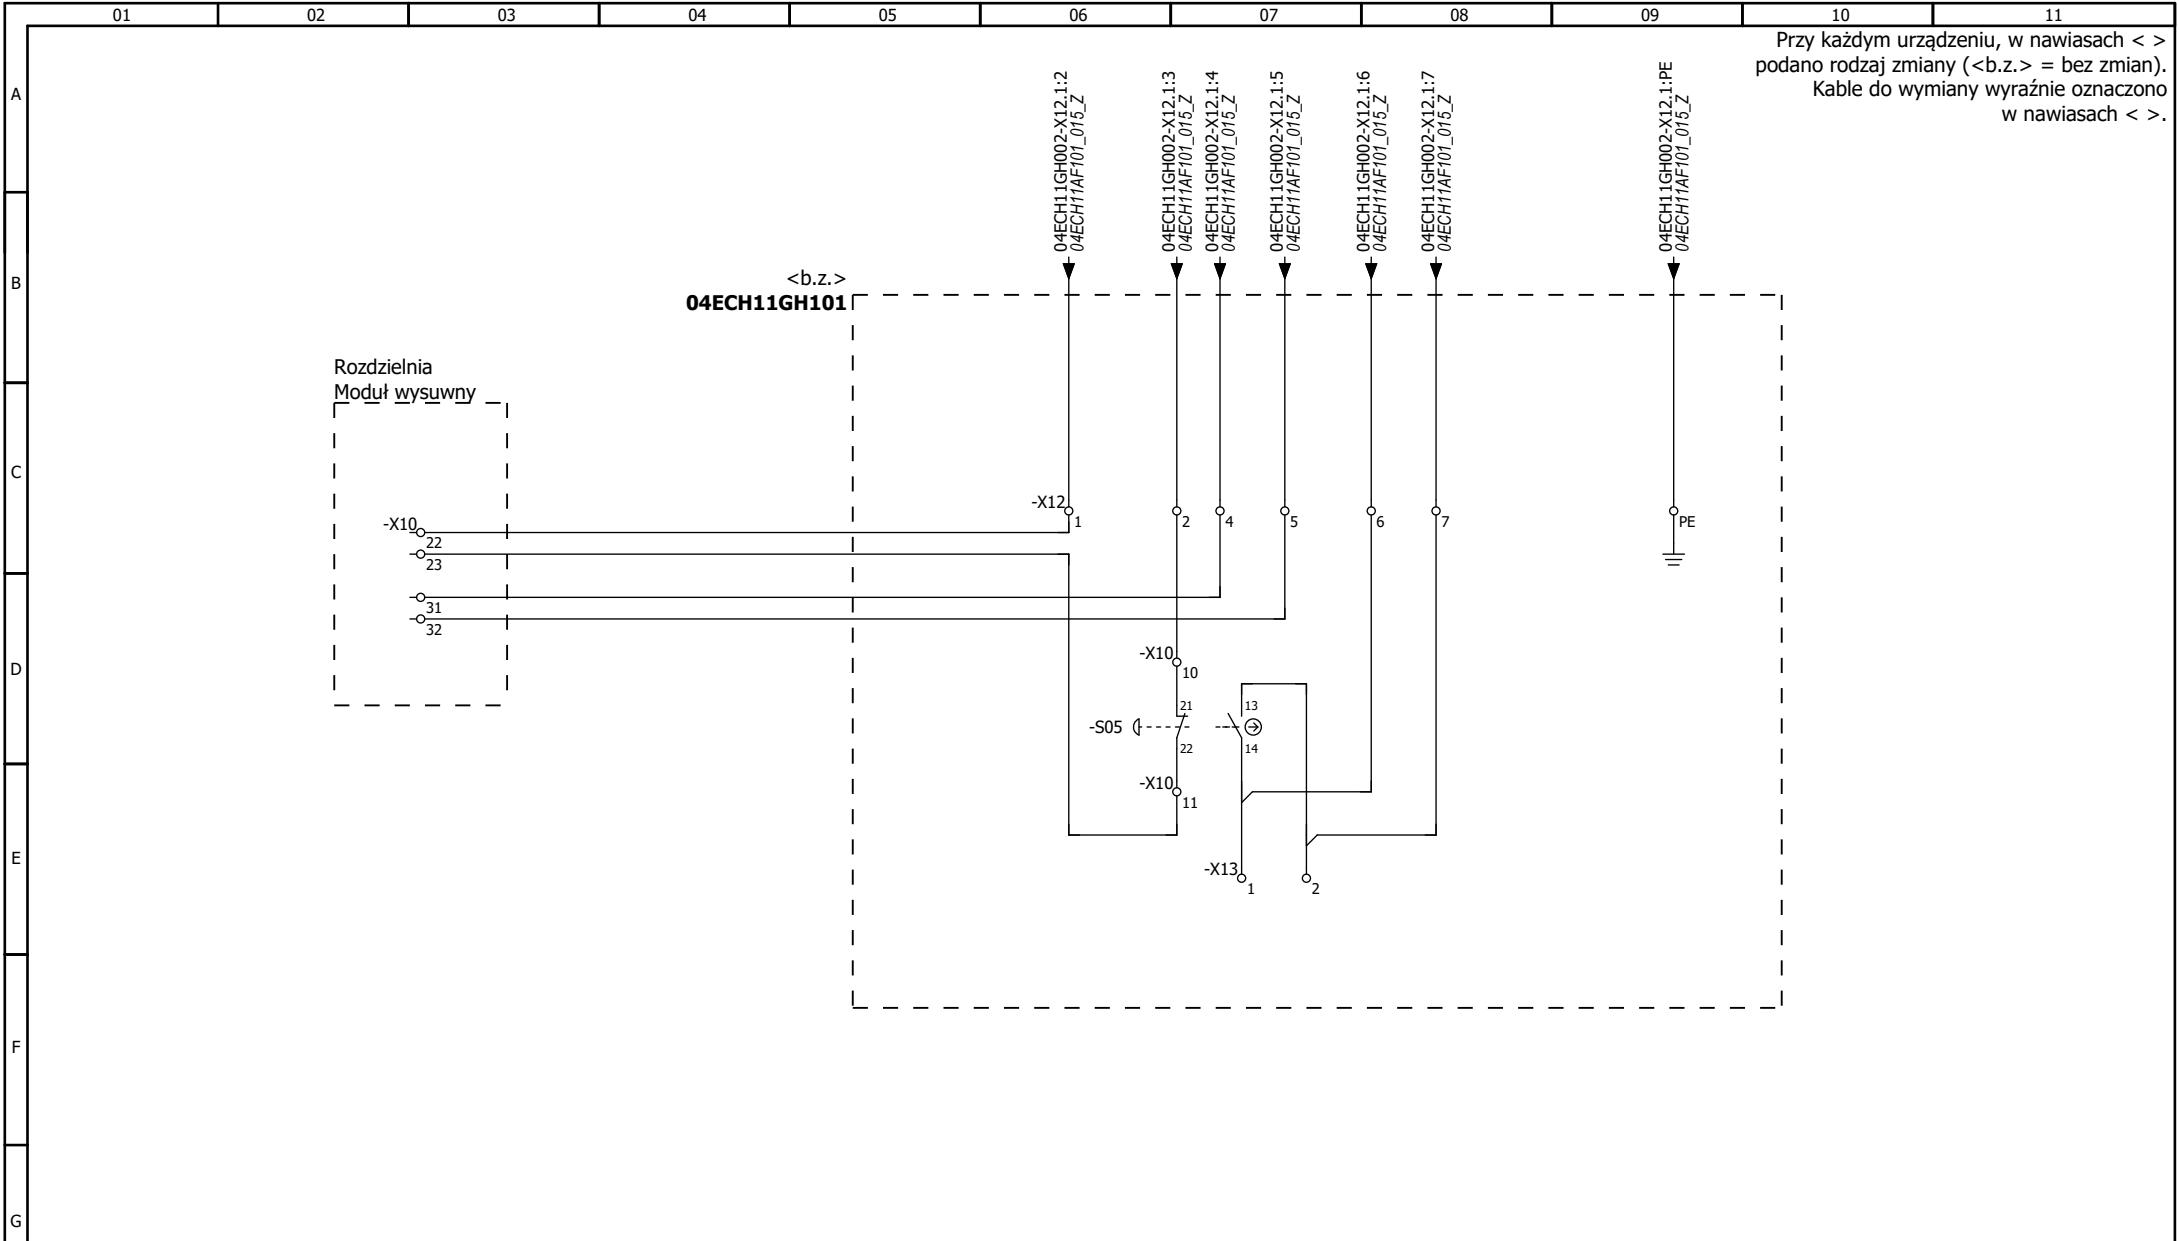 01 02 03 04 05 06 07 08 09 10 11
Przy każdym urządzeniu, w nawiasach < >
podano rodzaj zmiany (<b.z.> = bez zmian).
Kable do wymiany wyraźnie oznaczono
w nawiasach < >.
A
04ECH11GH002-X12.1:2
04ECH11AF101_015_Z
04ECH11GH002-X12.1:3
04ECH11AF101_015_Z
04ECH11GH002-X12.1:4
04ECH11AF101_015_Z
04ECH11GH002-X12.1:5
04ECH11AF101_015_Z
04ECH11GH002-X12.1:6
04ECH11AF101_015_Z
04ECH11GH002-X12.1:7
04ECH11AF101_015_Z
04ECH11GH002-X12.1:PE
04ECH11AF101_015_Z
B
<b.z.>
04ECH11GH101
Rozdzielnia
Moduł wysuwny
C
-X12
1 2 4 5 6 7 PE
-X10
22
23
31
32
D
-X10
10
21 13
-S05
22 14
-X10
11
E
-X13
1 2
F
G